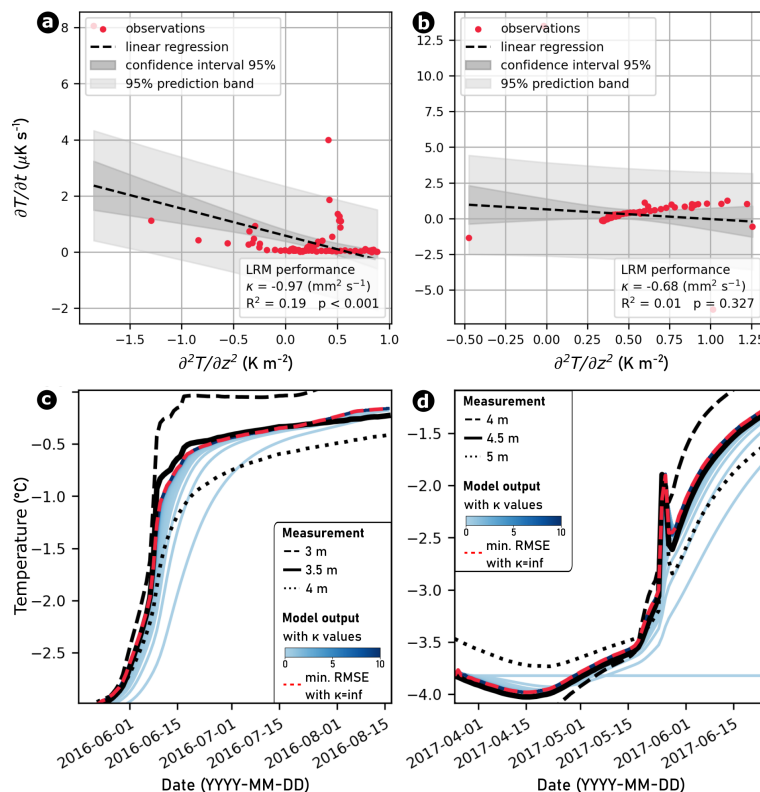 a
observations
linear regression
confidence interval 95%
95% prediction band
∂T/∂t (μK s⁻¹)
8
6
4
2
0
−2
LRM performance
κ = -0.97 (mm² s⁻¹)
R² = 0.19 p < 0.001
−1.5 −1.0 −0.5 0.0 0.5 1.0
∂²T/∂z² (K m⁻²)
b
observations
linear regression
confidence interval 95%
95% prediction band
12.5
10.0
7.5
5.0
2.5
0.0
−2.5
−5.0
LRM performance
κ = -0.68 (mm² s⁻¹)
R² = 0.01 p = 0.327
−0.50 −0.25 0.00 0.25 0.50 0.75 1.00 1.25
∂²T/∂z² (K m⁻²)
c
Temperature (°C)
−0.5
−1.0
−1.5
−2.0
−2.5
Measurement
3 m
3.5 m
4 m
Model output
with κ values
0 5 10
min. RMSE
with κ=inf
2016-06-01 2016-06-15 2016-07-01 2016-07-15 2016-08-01 2016-08-15
Date (YYYY-MM-DD)
d
Measurement
4 m
4.5 m
5 m
Model output
with κ values
0 5 10
min. RMSE
with κ=inf
−1.5
−2.0
−2.5
−3.0
−3.5
−4.0
2017-04-01 2017-04-15 2017-05-01 2017-05-15 2017-06-01 2017-06-15
Date (YYYY-MM-DD)